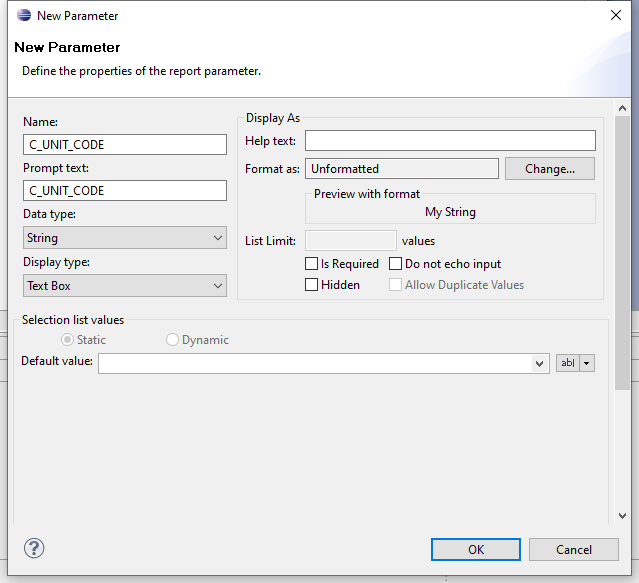 New Parameter
New Parameter
Define the properties of the report parameter.
Name:
C_UNIT_CODE
Prompt text:
C_UNIT_CODE
Data type:
String
Display type:
Text Box
Display As
Help text:
Format as: Unformatted Change...
Preview with format
My String
List Limit: values
Is Required Do not echo input
Hidden Allow Duplicate Values
Selection list values
Static Dynamic
Default value: ab|
OK Cancel